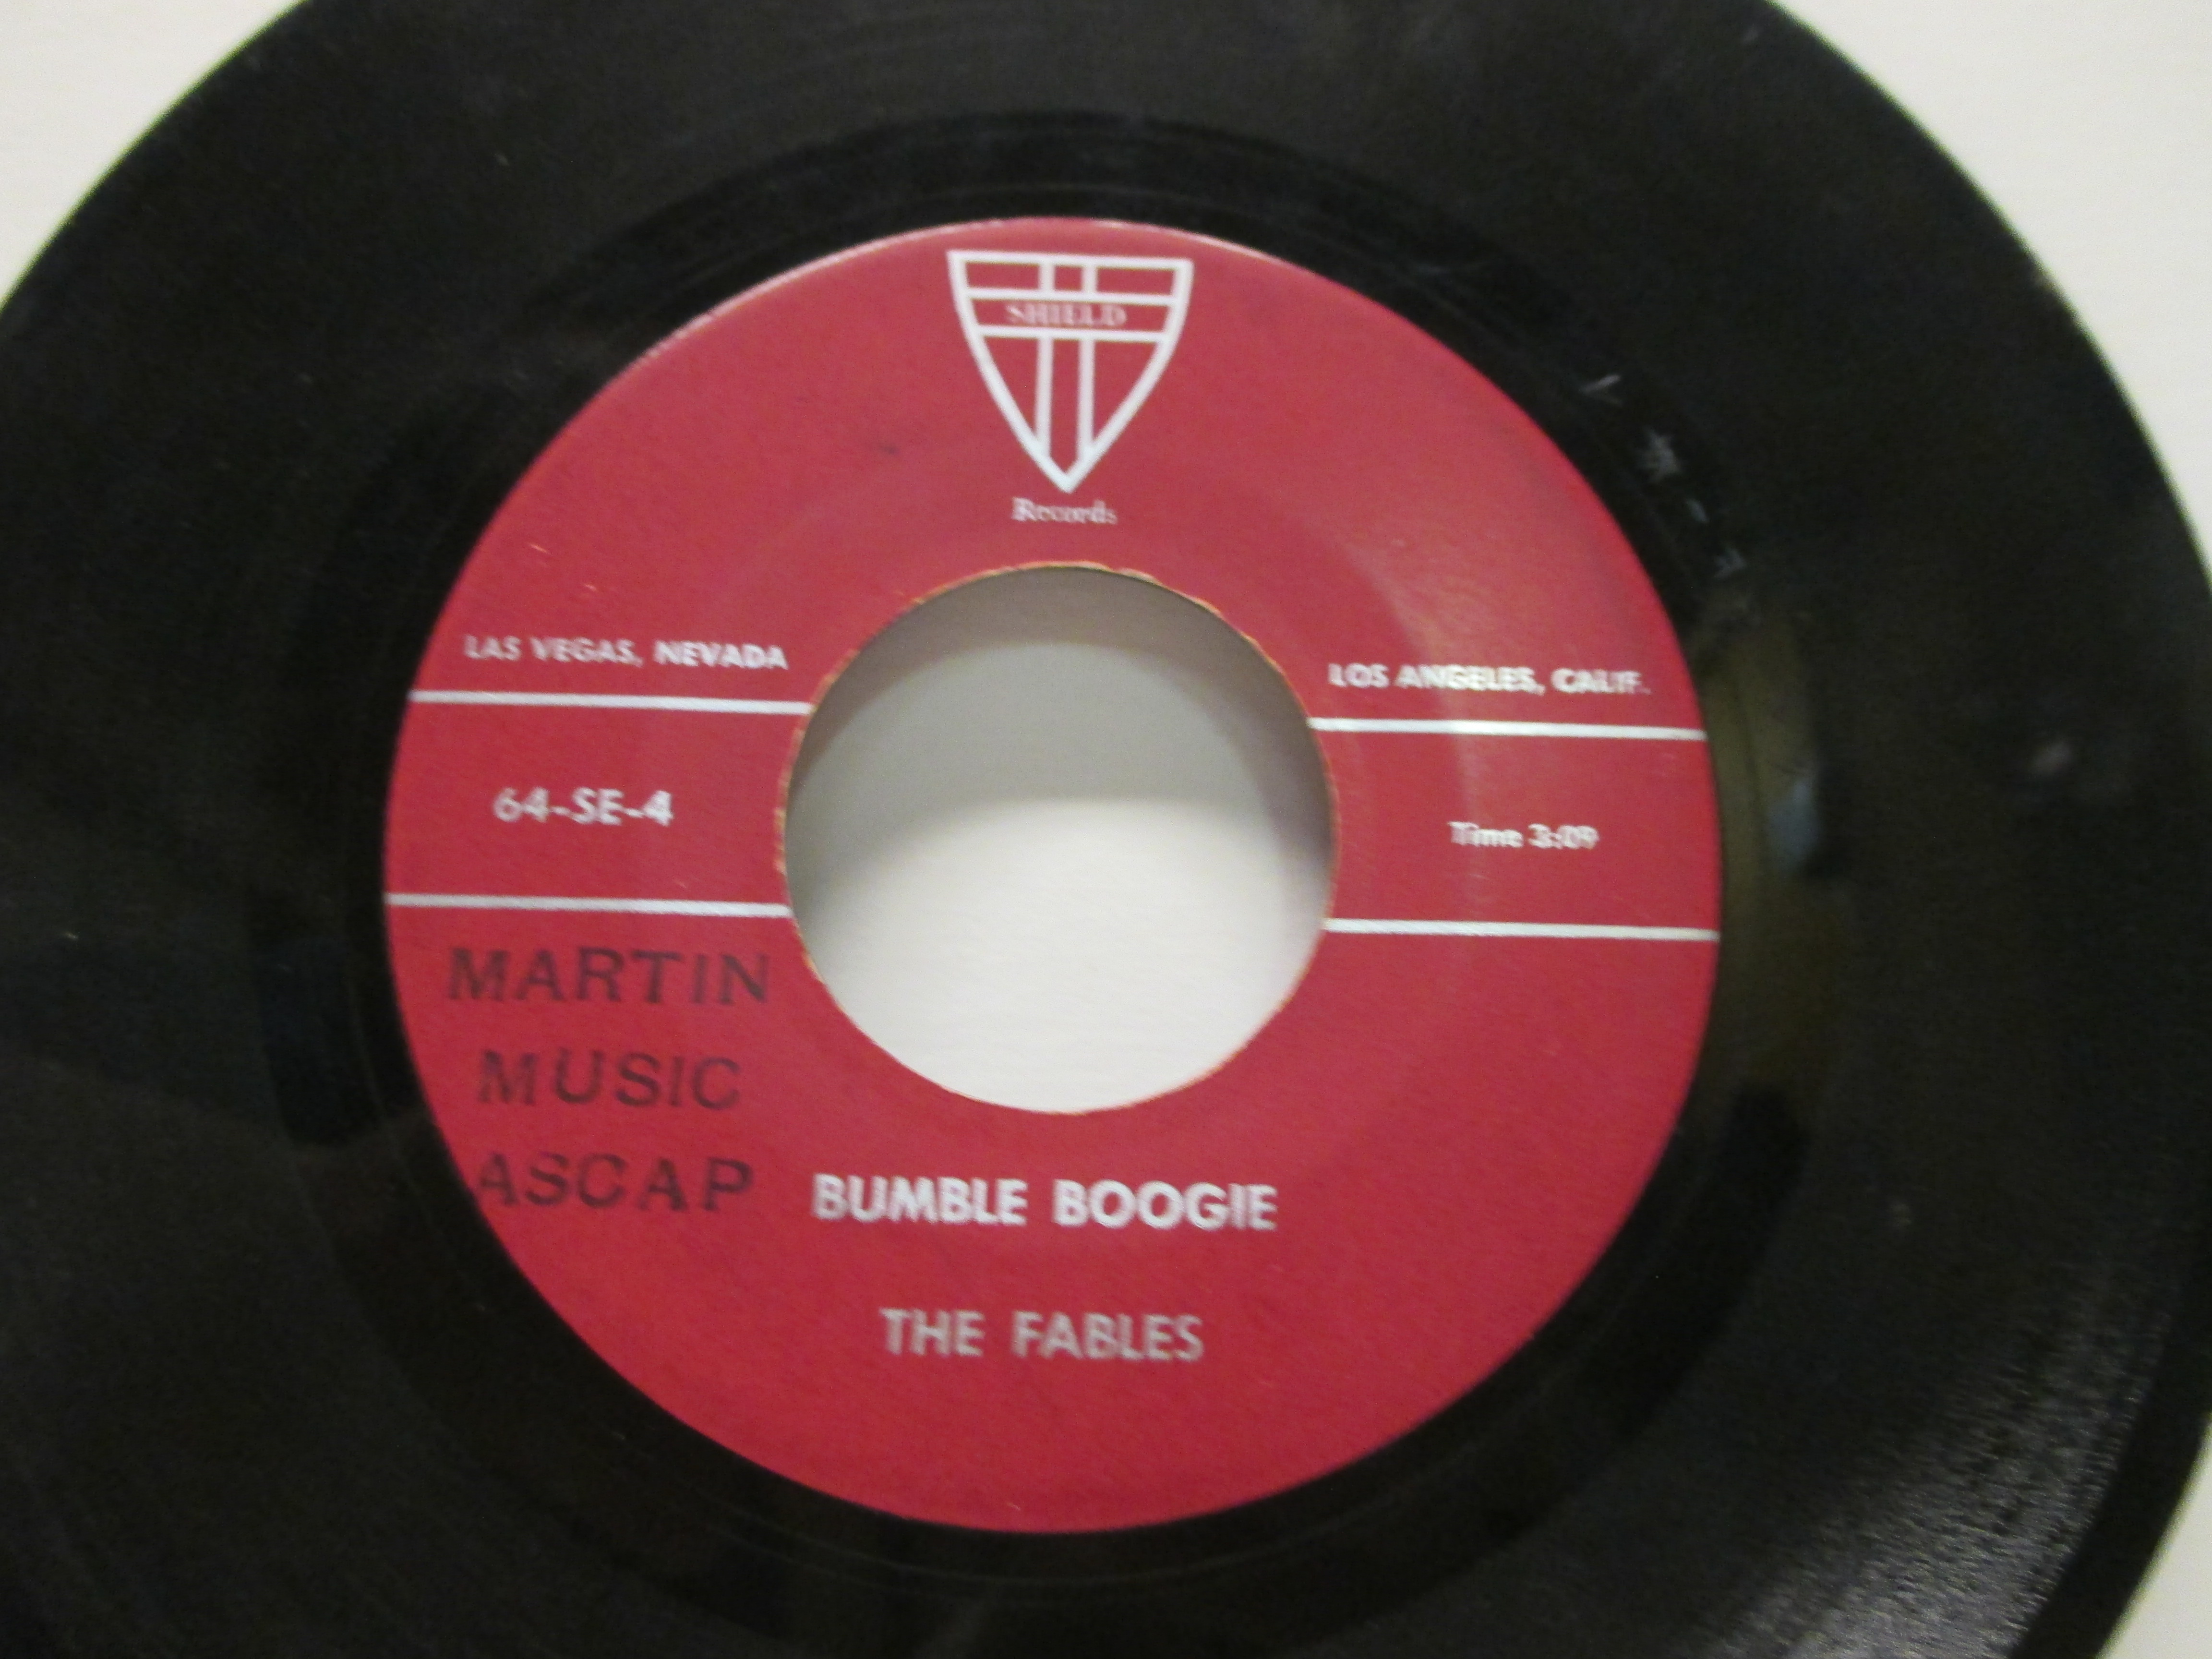 SHIELD
Records
LAS VEGAS, NEVADA
LOS ANGELES, CALIF.
64-SE-4
Time 3:09
MARTIN
MUSIC
ASCAP
BUMBLE BOOGIE
THE FABLES